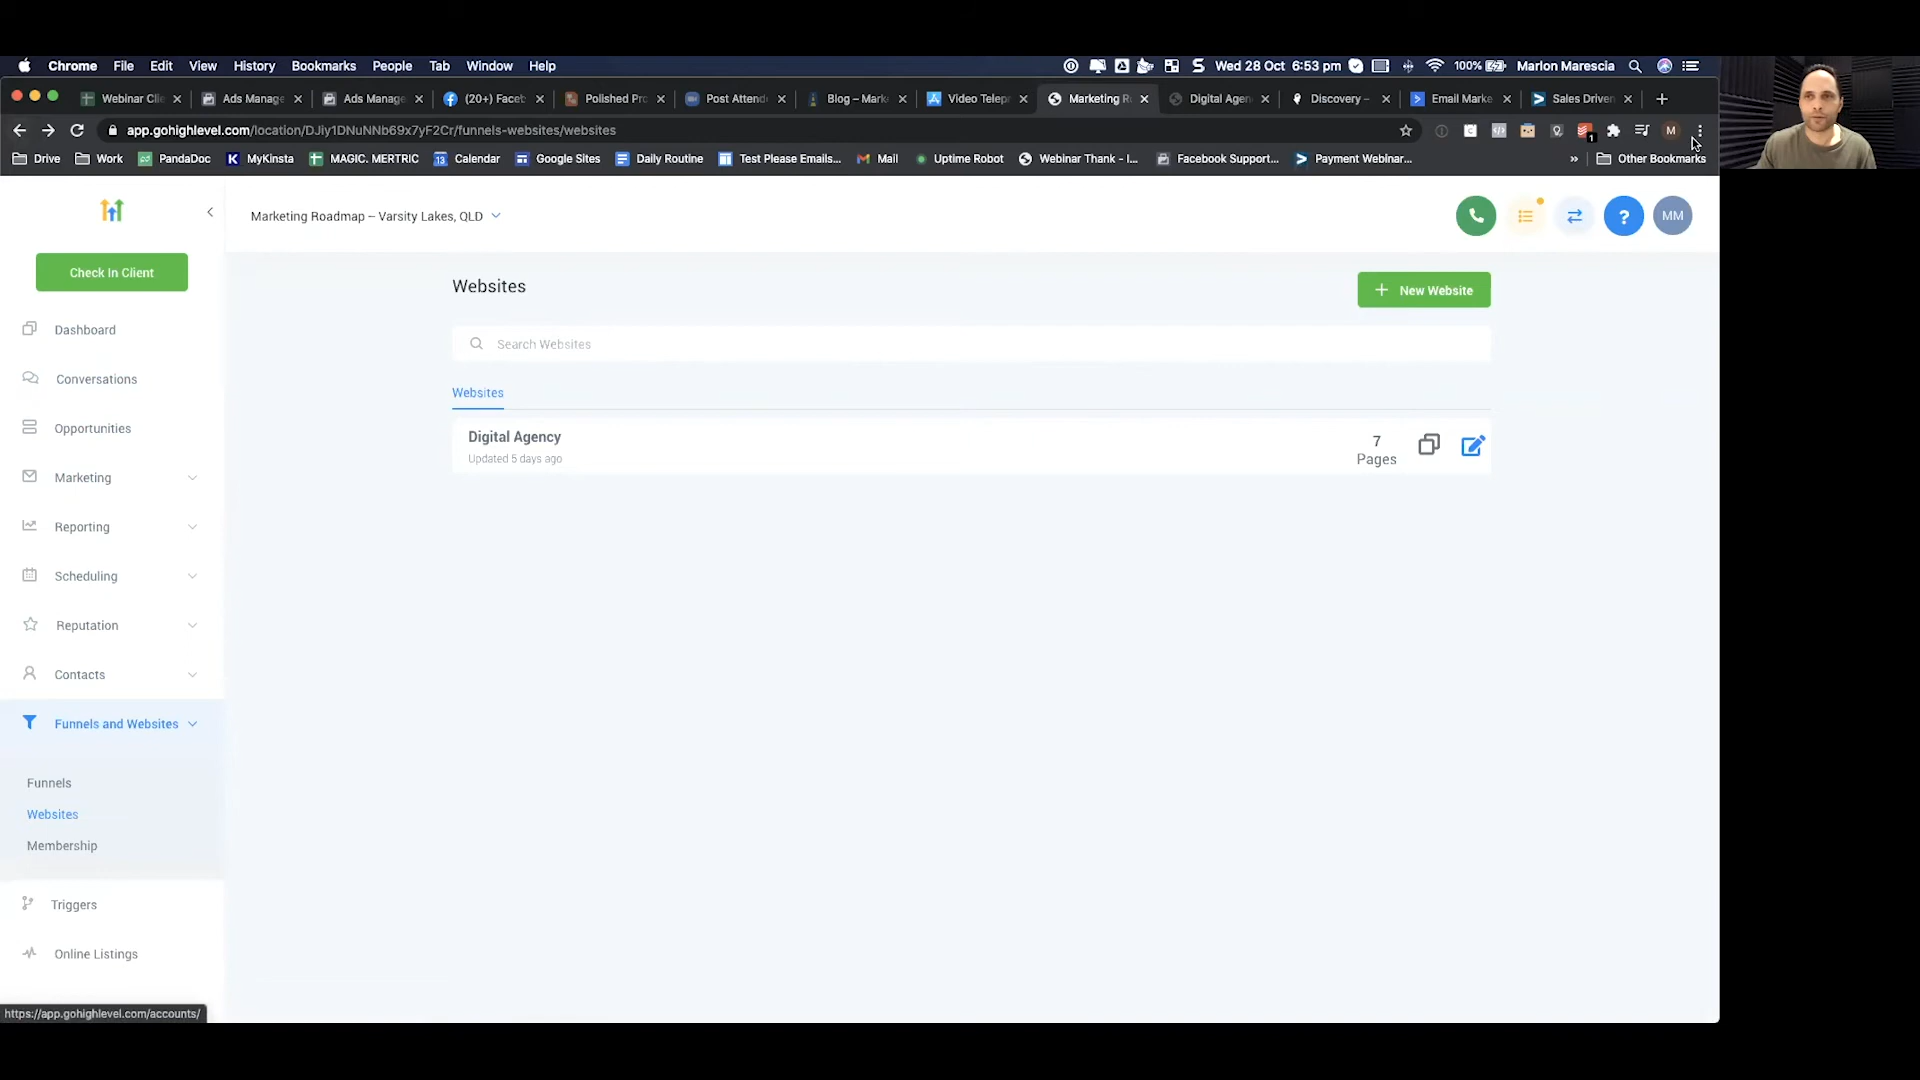 Chrome File Edit View History Bookmarks People Tab Window Help
Wed 28 Oct 6:53 pm 100% Marlon Marescia
Webinar Clie Ads Manage Ads Manage (20+) Faceb Polished Pro Post Attend Blog – Mark Video Telepr Marketing R Digital Agen Discovery – Email Marke Sales Driven
app.gohighlevel.com/location/DJiy1DNuNNb69x7yF2Cr/funnels-websites/websites
1 M
Drive Work PandaDoc MyKinsta MAGIC. MERTRIC Calendar Google Sites Daily Routine Test Please Emails... Mail Uptime Robot Webinar Thank - I... Facebook Support... Payment Webinar... » Other Bookmarks
Marketing Roadmap -- Varsity Lakes, QLD
? MM
Check In Client
Dashboard
Conversations
Opportunities
Marketing
Reporting
Scheduling
Reputation
Contacts
Funnels and Websites
Funnels
Websites
Membership
Triggers
Online Listings
Websites
+ New Website
Search Websites
Websites
Digital Agency
Updated 5 days ago
7
Pages
https://app.gohighlevel.com/accounts/